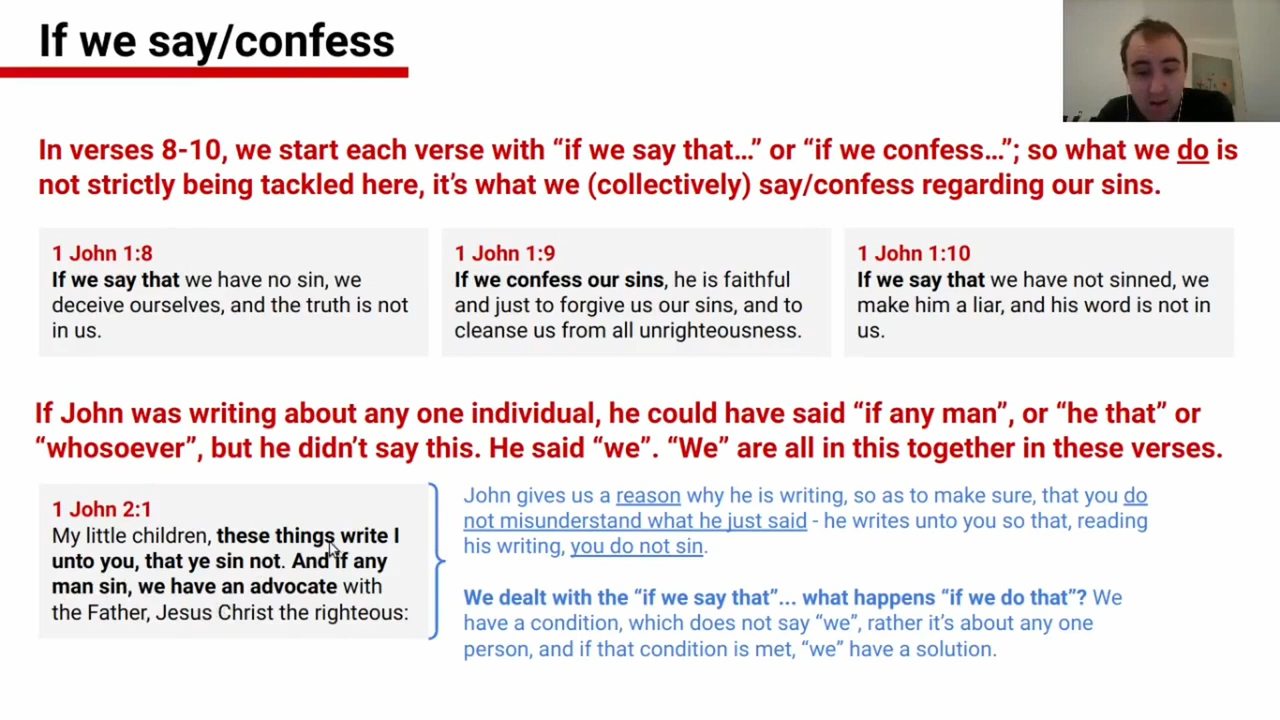 If we say/confess
In verses 8-10, we start each verse with “if we say that…” or “if we confess…”; so what we do is
not strictly being tackled here, it’s what we (collectively) say/confess regarding our sins.
1 John 1:8
If we say that we have no sin, we
deceive ourselves, and the truth is not
in us.
1 John 1:9
If we confess our sins, he is faithful
and just to forgive us our sins, and to
cleanse us from all unrighteousness.
1 John 1:10
If we say that we have not sinned, we
make him a liar, and his word is not in
us.
If John was writing about any one individual, he could have said “if any man”, or “he that” or
“whosoever”, but he didn’t say this. He said “we”. “We” are all in this together in these verses.
1 John 2:1
My little children, these things write I
unto you, that ye sin not. And if any
man sin, we have an advocate with
the Father, Jesus Christ the righteous:
John gives us a reason why he is writing, so as to make sure, that you do
not misunderstand what he just said - he writes unto you so that, reading
his writing, you do not sin.
We dealt with the “if we say that”... what happens “if we do that”? We
have a condition, which does not say “we”, rather it’s about any one
person, and if that condition is met, “we” have a solution.